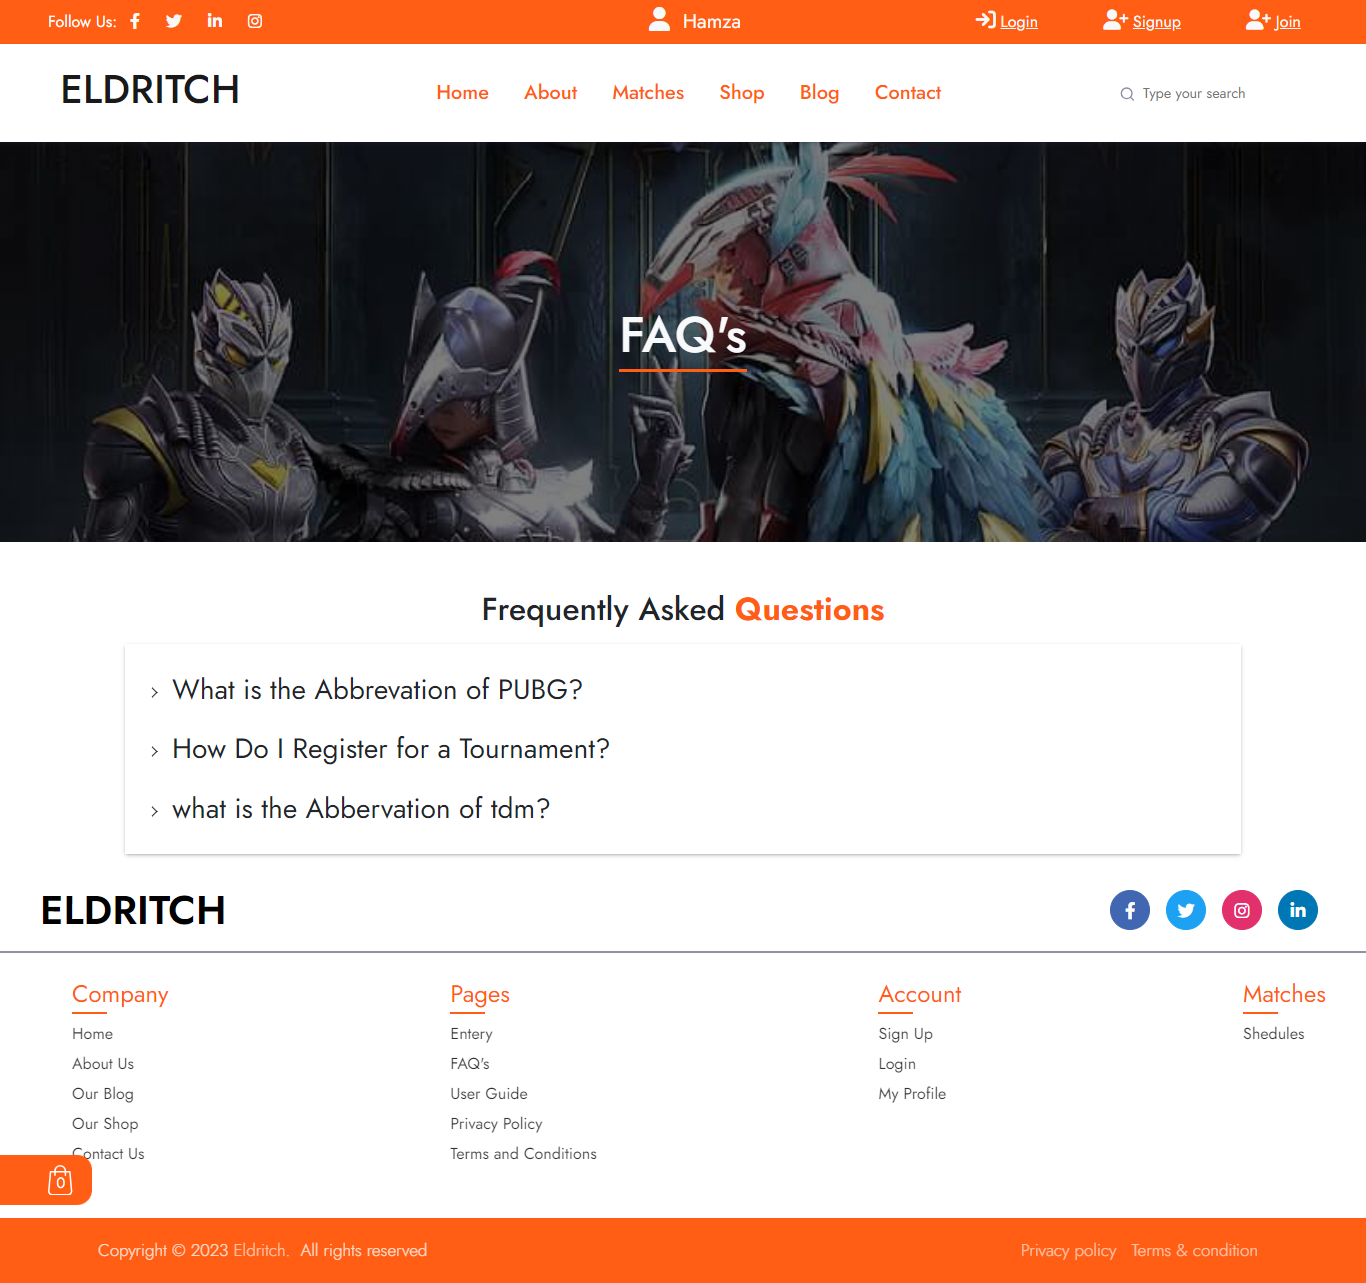 Follow Us: Hamza Login Signup Join
ELDRITCH Home About Matches Shop Blog Contact Type your search
FAQ's
Frequently Asked Questions
What is the Abbrevation of PUBG?
How Do I Register for a Tournament?
what is the Abbervation of tdm?
ELDRITCH
Company
Home
About Us
Our Blog
Our Shop
Contact Us
Pages
Entery
FAQ's
User Guide
Privacy Policy
Terms and Conditions
Account
Sign Up
Login
My Profile
Matches
Shedules
0
Copyright © 2023 Eldritch. All rights reserved Privacy policy Terms & condition